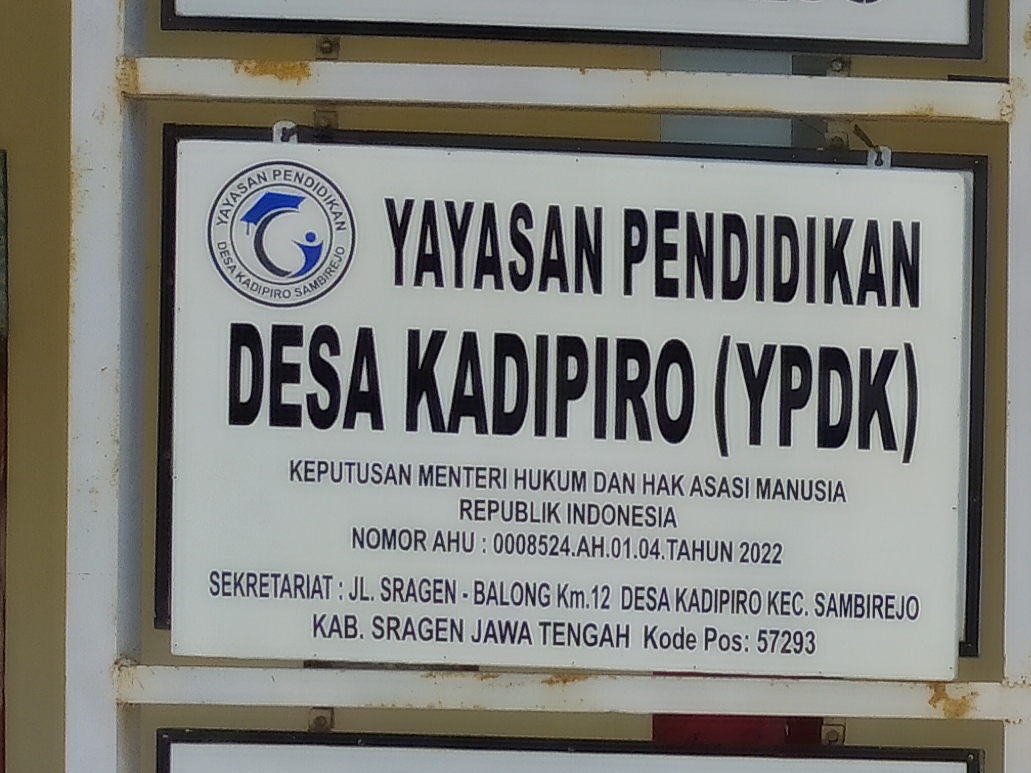 YAYASAN PENDIDIKAN
DESA KADIPIRO SAMBIREJO
YAYASAN PENDIDIKAN
DESA KADIPIRO (YPDK)
KEPUTUSAN MENTERI HUKUM DAN HAK ASASI MANUSIA
REPUBLIK INDONESIA
NOMOR AHU : 0008524.AH.01.04.TAHUN 2022
SEKRETARIAT : JL. SRAGEN - BALONG Km.12 DESA KADIPIRO KEC. SAMBIREJO
KAB. SRAGEN JAWA TENGAH Kode Pos: 57293